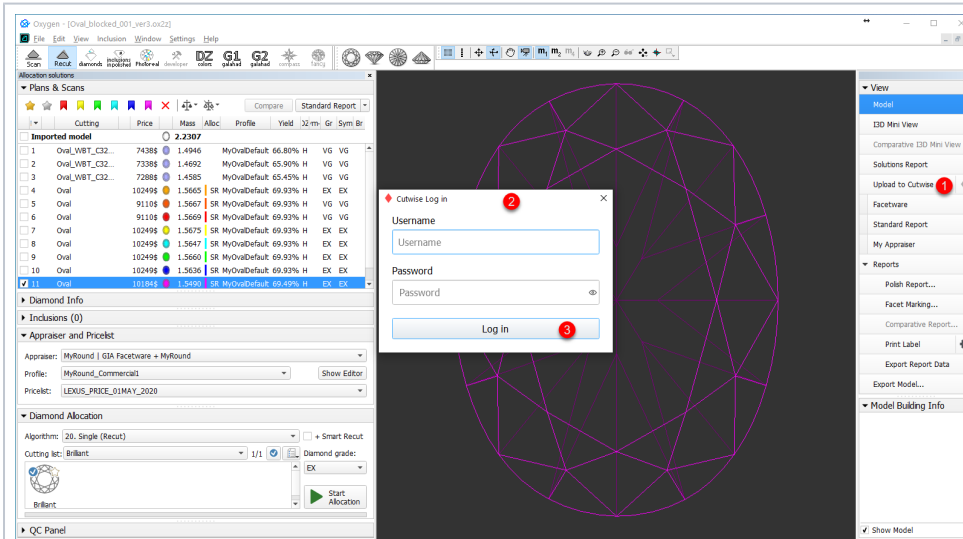 Oxygen - [Oval_blocked_001_ver3.ox2z]
File Edit View Inclusion Window Settings Help
Scan Recut diamonds inclusions inpolished Photoreal developer DZ colors G1 galahad G2 galahad compass fancy m1 m2
Allocation solutions
Plans & Scans
Compare Standard Report
Cutting Price Mass Alloc Profile Yield Gr Sym Br
Imported model 2.2307
1 Oval_WBT_C32... 7438$ 1.4946 MyOvalDefault 66.80% H VG VG
2 Oval_WBT_C32... 7339$ 1.4692 MyOvalDefault 65.90% H VG VG
3 Oval_WBT_C32... 7288$ 1.4585 MyOvalDefault 65.45% H VG VG
4 Oval 10249$ 1.5665 SR MyOvalDefault 69.93% H EX EX
5 Oval 9110$ 1.5667 SR MyOvalDefault 69.93% H VG VG
6 Oval 9110$ 1.5669 SR MyOvalDefault 69.93% H VG VG
7 Oval 10249$ 1.5675 SR MyOvalDefault 69.93% H EX EX
8 Oval 10249$ 1.5647 SR MyOvalDefault 69.93% H EX EX
9 Oval 10249$ 1.5660 SR MyOvalDefault 69.93% H EX EX
10 Oval 10249$ 1.5636 SR MyOvalDefault 69.93% H EX EX
11 Oval 10184$ 1.5490 SR MyOvalDefault 69.49% H EX EX
Diamond Info
Inclusions (0)
Appraiser and Pricelist
Appraiser: MyRound | GIA Facetware + MyRound
Profile: MyRound_Commercial1 Show Editor
Pricelist: LEXUS_PRICE_01MAY_2020
Diamond Allocation
Algorithm: 20. Single (Recut) + Smart Recut
Cutting list: Brilliant 1/1 Diamond grade:
EX
Start
Allocation
Brilliant
QC Panel
Cutwise Log in 2
Username
Username
Password
Password
Log in 3
View
Model
I3D Mini View
Comparative I3D Mini View
Solutions Report
Upload to Cutwise 1
Facetware
Standard Report
My Appraiser
Reports
Polish Report...
Facet Marking...
Comparative Report...
Print Label
Export Report Data
Export Model...
Model Building Info
Show Model